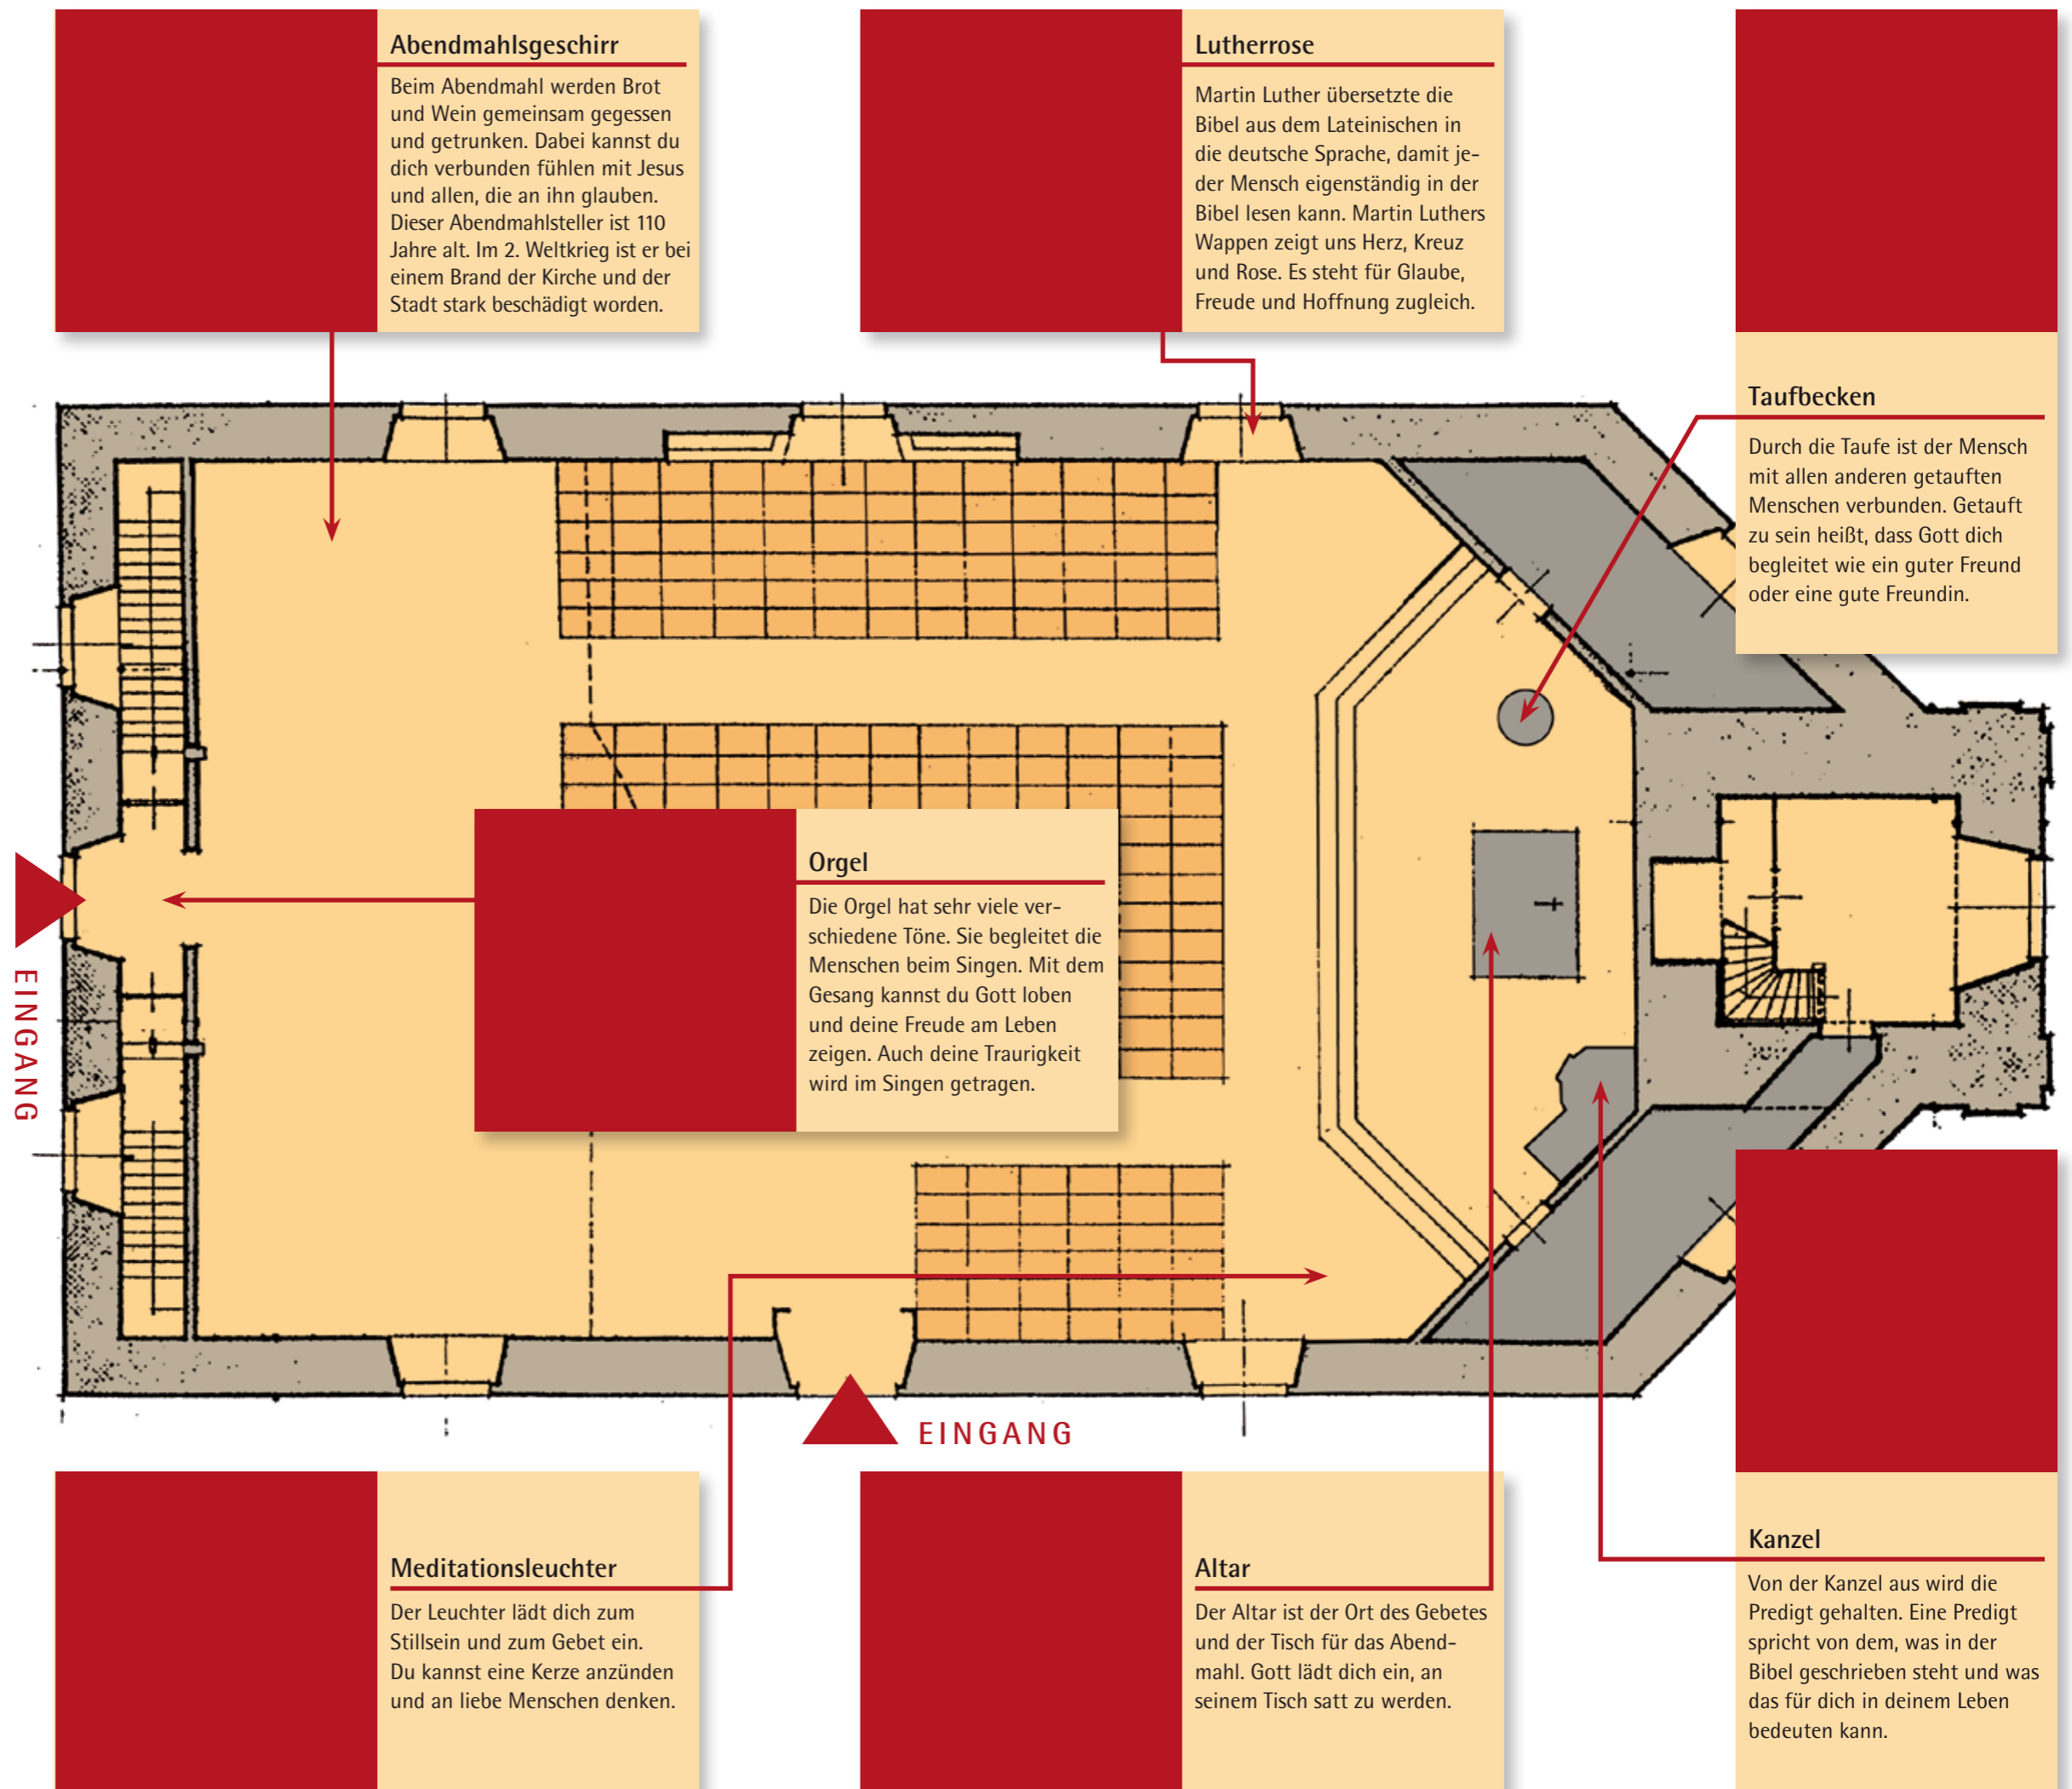 Abendmahlsgeschirr
Beim Abendmahl werden Brot
und Wein gemeinsam gegessen
und getrunken. Dabei kannst du
dich verbunden fühlen mit Jesus
und allen, die an ihn glauben.
Dieser Abendmahlsteller ist 110
Jahre alt. Im 2. Weltkrieg ist er bei
einem Brand der Kirche und der
Stadt stark beschädigt worden.
Lutherrose
Martin Luther übersetzte die
Bibel aus dem Lateinischen in
die deutsche Sprache, damit je-
der Mensch eigenständig in der
Bibel lesen kann. Martin Luthers
Wappen zeigt uns Herz, Kreuz
und Rose. Es steht für Glaube,
Freude und Hoffnung zugleich.
Taufbecken
Durch die Taufe ist der Mensch
mit allen anderen getauften
Menschen verbunden. Getauft
zu sein heißt, dass Gott dich
begleitet wie ein guter Freund
oder eine gute Freundin.
Orgel
Die Orgel hat sehr viele ver-
schiedene Töne. Sie begleitet die
Menschen beim Singen. Mit dem
Gesang kannst du Gott loben
und deine Freude am Leben
zeigen. Auch deine Traurigkeit
wird im Singen getragen.
EINGANG
EINGANG
Meditationsleuchter
Der Leuchter lädt dich zum
Stillsein und zum Gebet ein.
Du kannst eine Kerze anzünden
und an liebe Menschen denken.
Altar
Der Altar ist der Ort des Gebetes
und der Tisch für das Abend-
mahl. Gott lädt dich ein, an
seinem Tisch satt zu werden.
Kanzel
Von der Kanzel aus wird die
Predigt gehalten. Eine Predigt
spricht von dem, was in der
Bibel geschrieben steht und was
das für dich in deinem Leben
bedeuten kann.